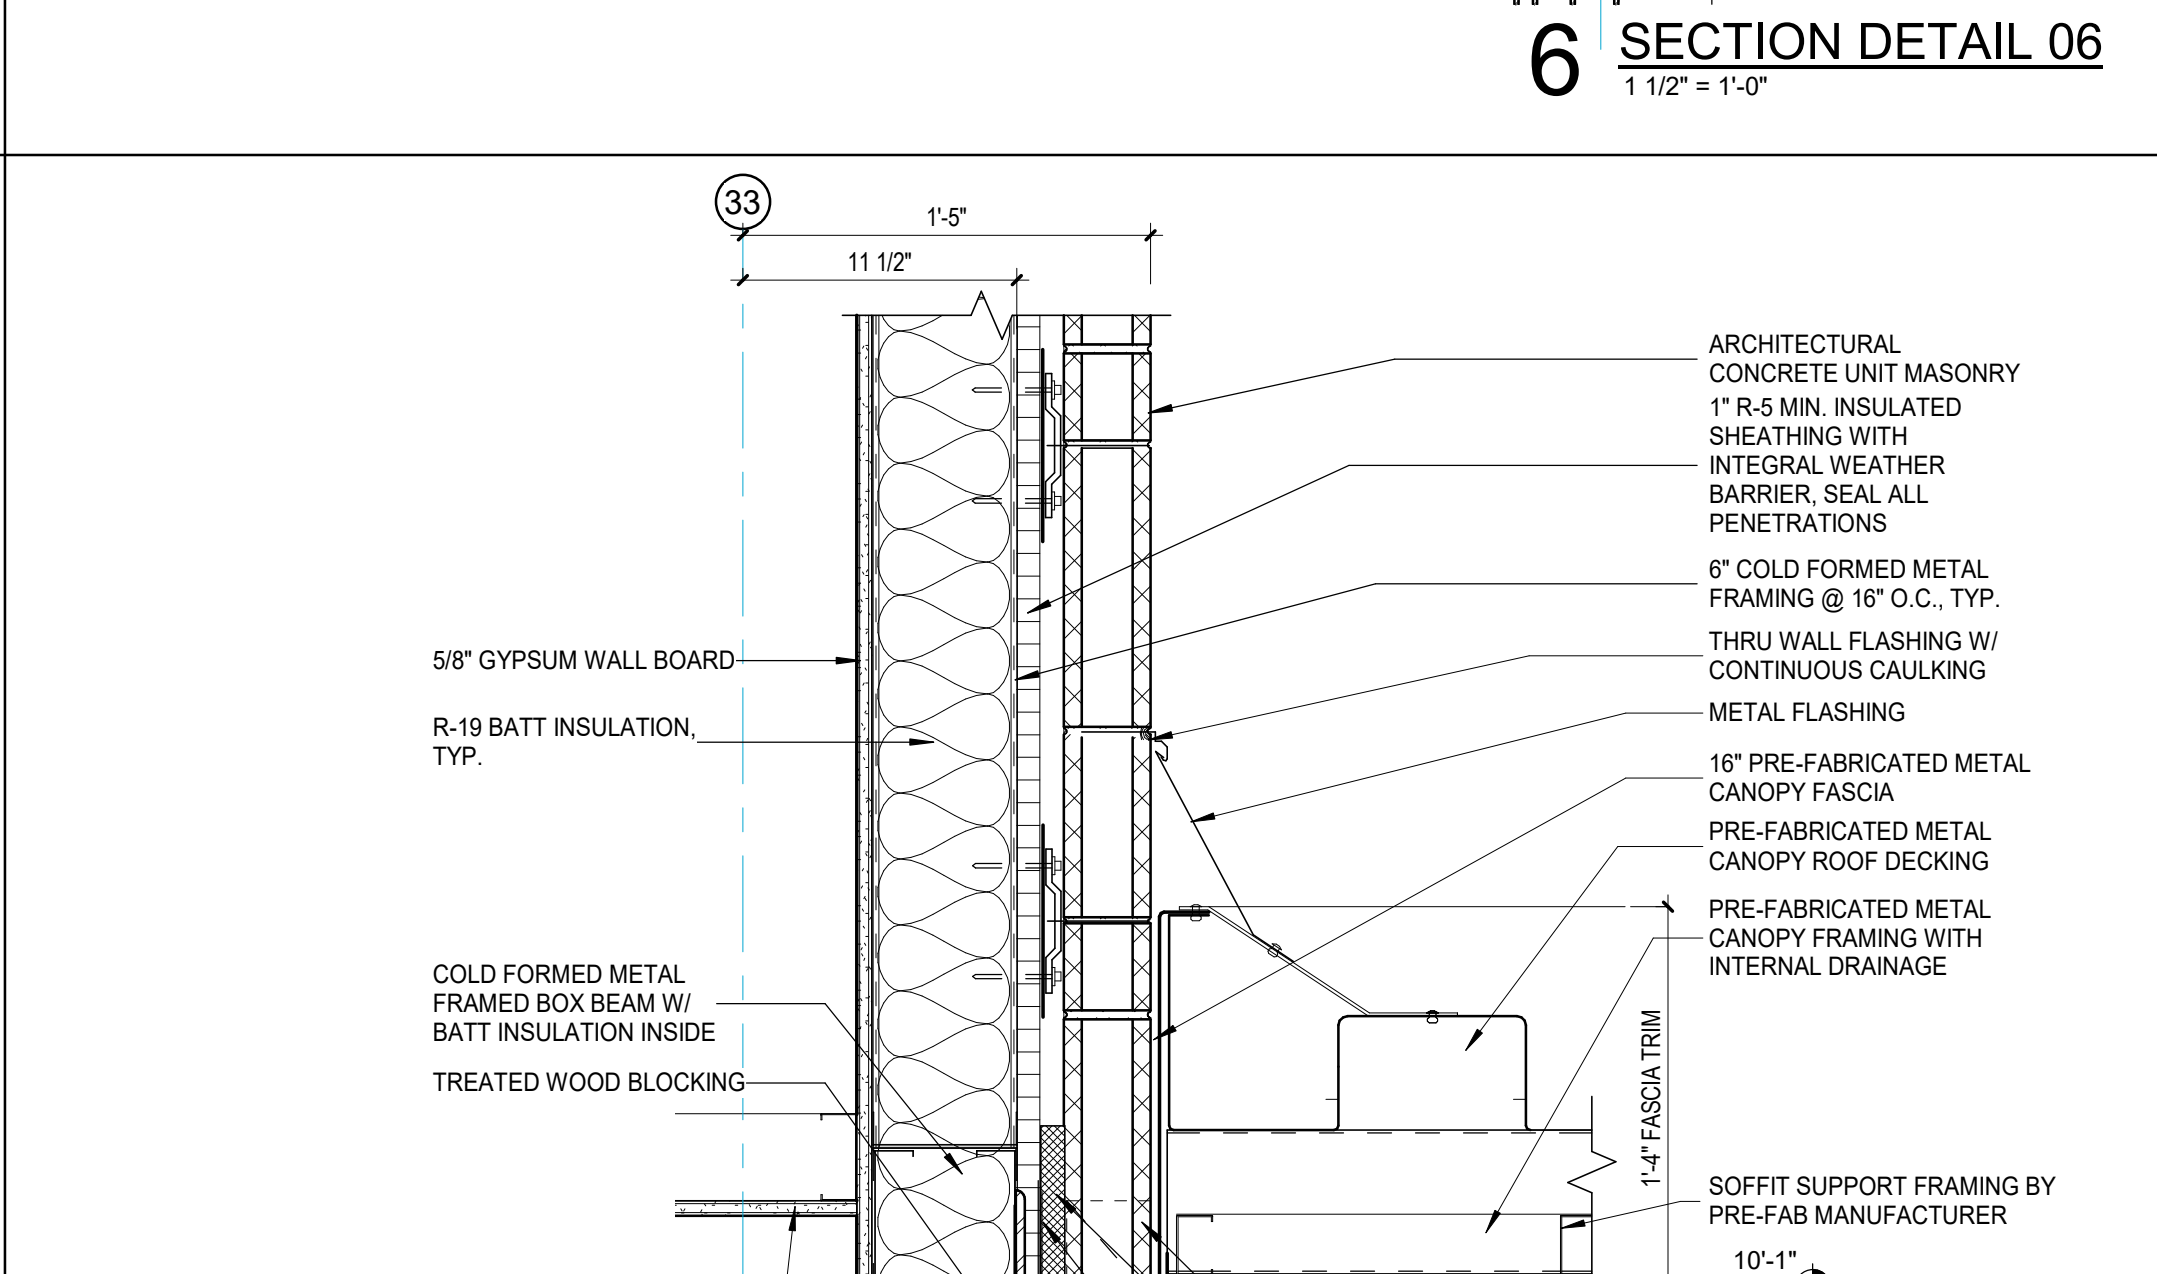 6 SECTION DETAIL 06
1 1/2" = 1'-0"
33
1'-5"
11 1/2"
ARCHITECTURAL
CONCRETE UNIT MASONRY
1" R-5 MIN. INSULATED
SHEATHING WITH
INTEGRAL WEATHER
BARRIER, SEAL ALL
PENETRATIONS
6" COLD FORMED METAL
FRAMING @ 16" O.C., TYP.
THRU WALL FLASHING W/
CONTINUOUS CAULKING
METAL FLASHING
16" PRE-FABRICATED METAL
CANOPY FASCIA
PRE-FABRICATED METAL
CANOPY ROOF DECKING
PRE-FABRICATED METAL
CANOPY FRAMING WITH
INTERNAL DRAINAGE
1'-4" FASCIA TRIM
SOFFIT SUPPORT FRAMING BY
PRE-FAB MANUFACTURER
10'-1"
5/8" GYPSUM WALL BOARD
R-19 BATT INSULATION,
TYP.
COLD FORMED METAL
FRAMED BOX BEAM W/
BATT INSULATION INSIDE
TREATED WOOD BLOCKING